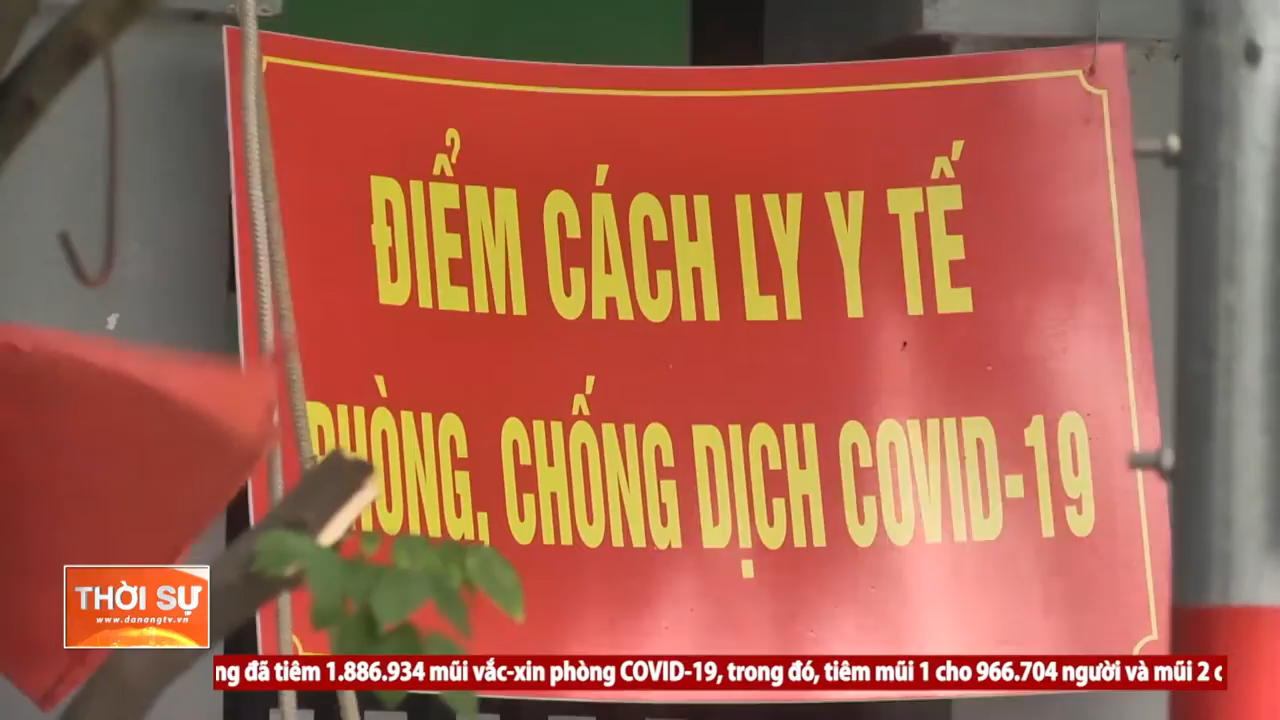 ĐIỂM CÁCH LY Y TẾ
PHÒNG, CHỐNG DỊCH COVID-19
THỜI SỰ
www.danangtv.vn
đã tiêm 1.886.934 mũi vắc-xin phòng COVID-19, trong đó, tiêm mũi 1 cho 966.704 người và mũi 2